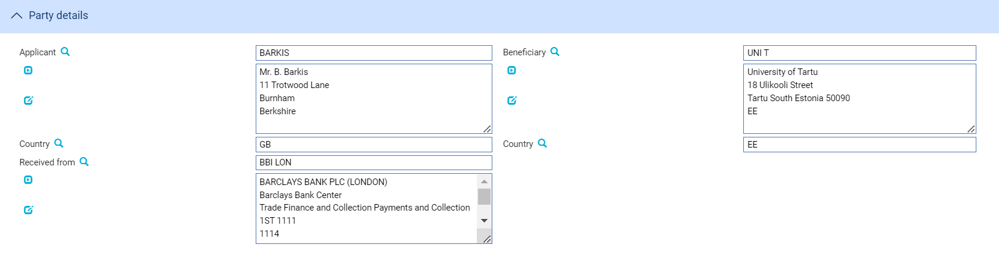 Party details
Applicant
BARKIS
Mr. B. Barkis
11 Trotwood Lane
Burnham
Berkshire
Country
GB
Received from
BBI LON
BARCLAYS BANK PLC (LONDON)
Barclays Bank Center
Trade Finance and Collection Payments and Collection
1ST 1111
1114
Beneficiary
UNI T
University of Tartu
18 Ulikooli Street
Tartu South Estonia 50090
EE
Country
EE